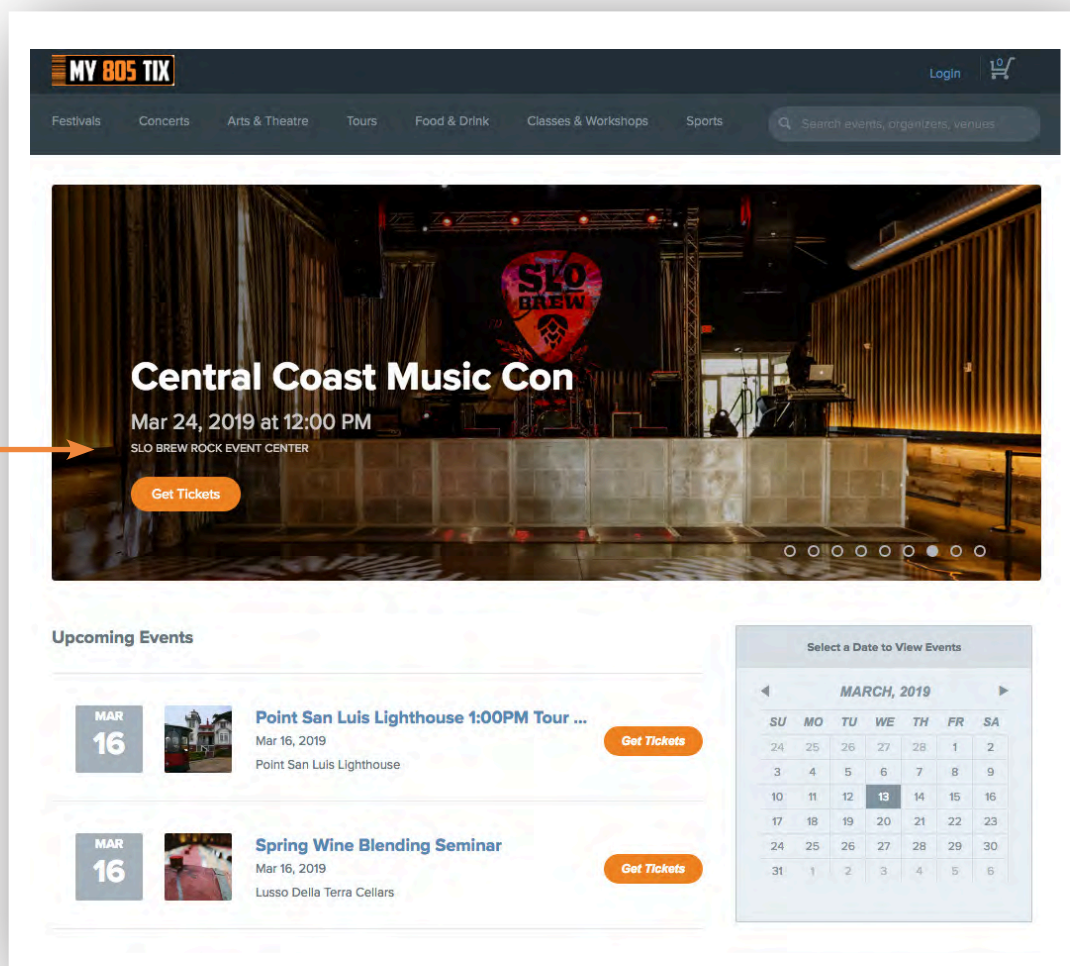 MY 805 TIX
Login
0
Festivals Concerts Arts & Theatre Tours Food & Drink Classes & Workshops Sports
Search events, organizers, venues
SLO
BREW
Central Coast Music Con
Mar 24, 2019 at 12:00 PM
SLO BREW ROCK EVENT CENTER
Get Tickets
Upcoming Events
MAR
16
Point San Luis Lighthouse 1:00PM Tour ...
Mar 16, 2019
Point San Luis Lighthouse
Get Tickets
MAR
16
Spring Wine Blending Seminar
Mar 16, 2019
Lusso Della Terra Cellars
Get Tickets
Select a Date to View Events
MARCH, 2019
SU MO TU WE TH FR SA
24 25 26 27 28 1 2
3 4 5 6 7 8 9
10 11 12 13 14 15 16
17 18 19 20 21 22 23
24 25 26 27 28 29 30
31 1 2 3 4 5 6